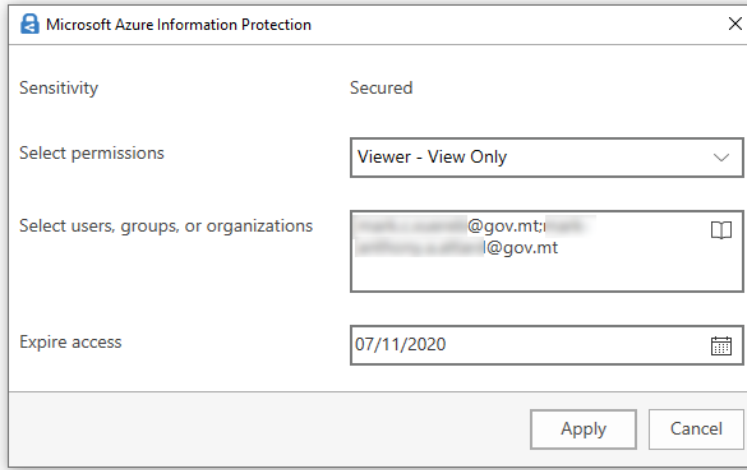 Microsoft Azure Information Protection
Sensitivity Secured
Select permissions Viewer - View Only
Select users, groups, or organizations @gov.mt;
@gov.mt
Expire access 07/11/2020
Apply Cancel